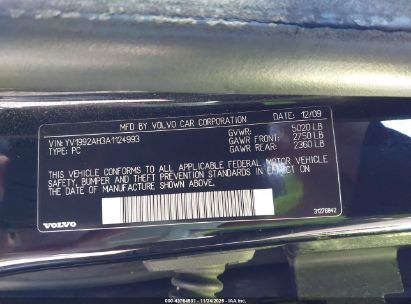 MFD BY VOLVO CAR CORPORATION DATE: 12/09
VIN: YV1992AH3A1124993 GVWR: 5020 LB
TYPE: PC GAWR FRONT: 2750 LB
GAWR REAR: 2360 LB
THIS VEHICLE CONFORMS TO ALL APPLICABLE FEDERAL MOTOR VEHICLE
SAFETY, BUMPER AND THEFT PREVENTION STANDARDS IN EFFECT ON
THE DATE OF MANUFACTURE SHOWN ABOVE.
VOLVO